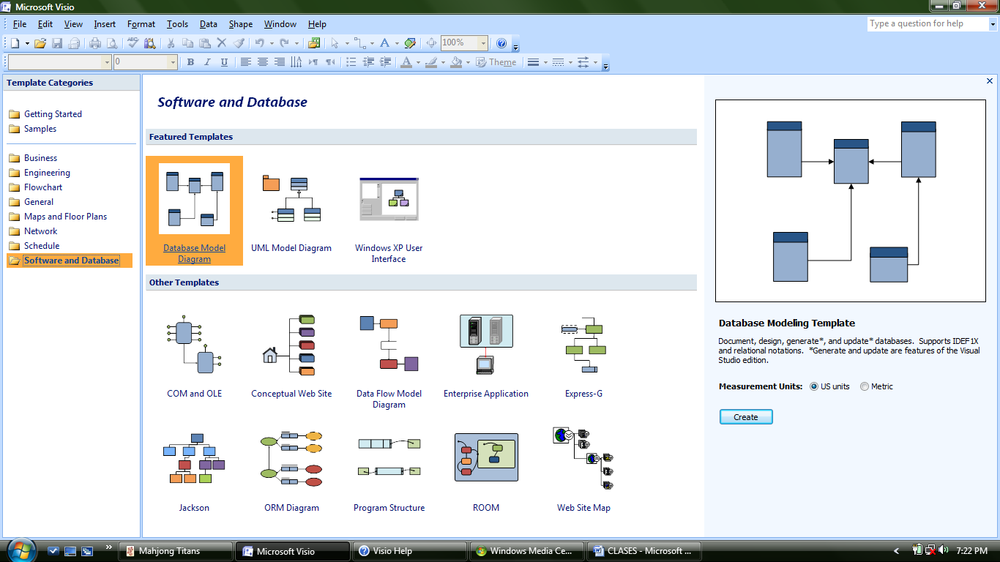 Microsoft Visio
File Edit View Insert Format Tools Data Shape Window Help
Type a question for help
100%
0
B I U
Theme
Template Categories
Getting Started
Samples
Business
Engineering
Flowchart
General
Maps and Floor Plans
Network
Schedule
Software and Database
Software and Database
Featured Templates
Database Model
Diagram
UML Model Diagram
Windows XP User
Interface
Other Templates
COM and OLE
Conceptual Web Site
Data Flow Model
Diagram
Enterprise Application
Express-G
Jackson
ORM Diagram
Program Structure
ROOM
Web Site Map
Database Modeling Template
Document, design, generate*, and update* databases. Supports IDEF1X
and relational notations. *Generate and update are features of the Visual
Studio edition.
Measurement Units: US units Metric
Create
Mahjong Titans
Microsoft Visio
Visio Help
Windows Media Ce...
CLASES - Microsoft ...
7:22 PM